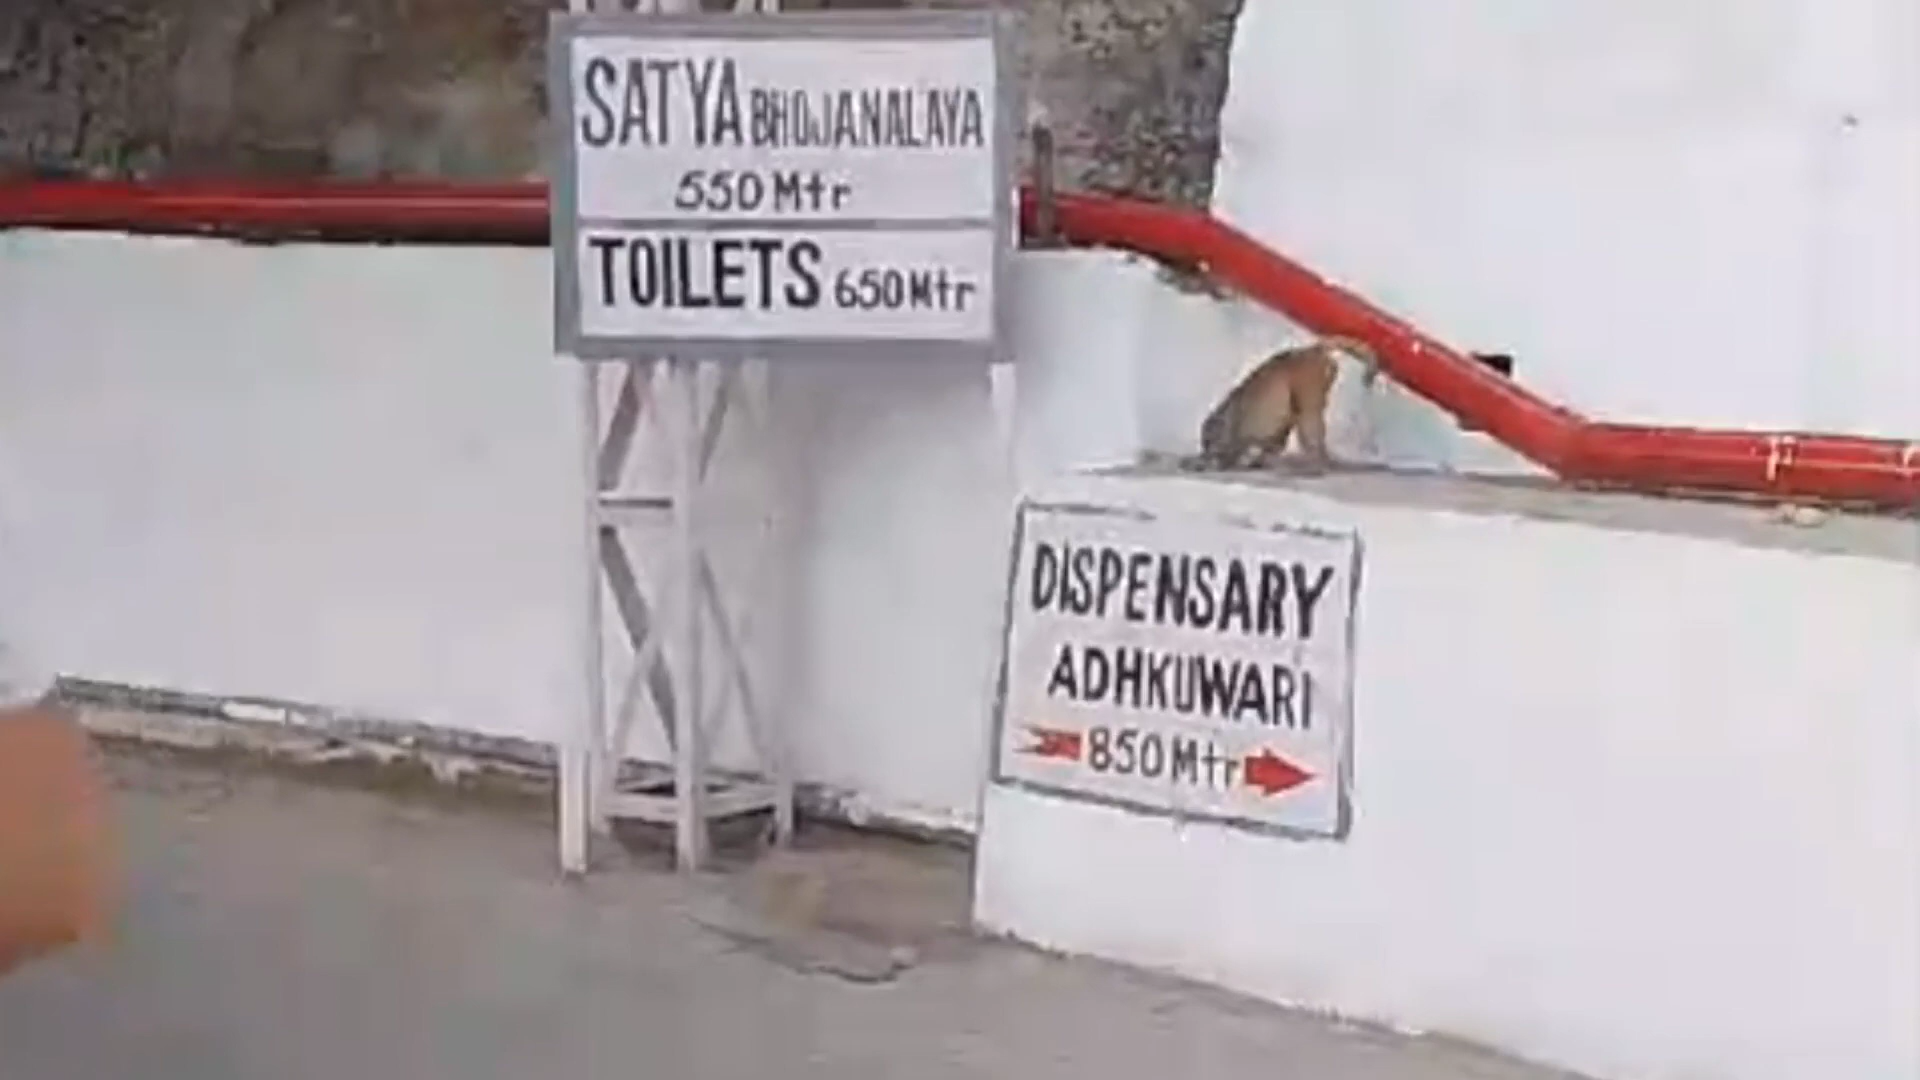 SATYA BHOJANALAYA
550 Mtr
TOILETS 650 Mtr
DISPENSARY
ADHKUWARI
850 Mtr